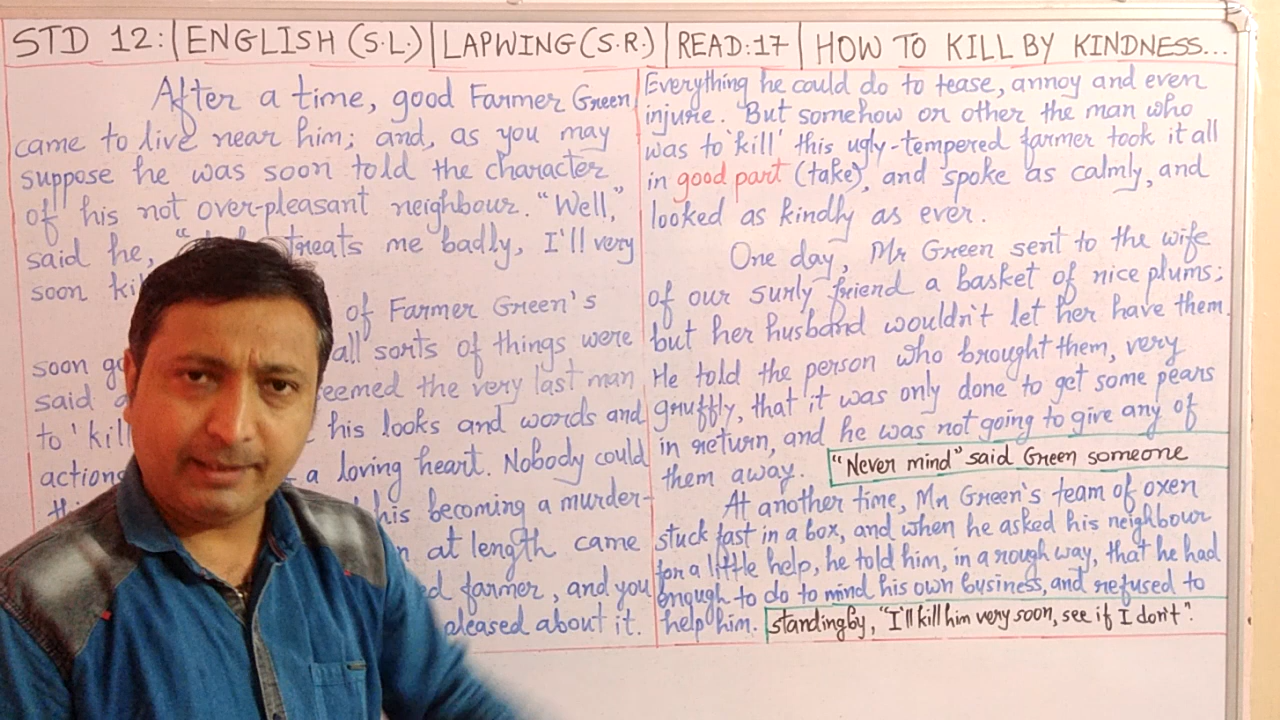 STD 12: | ENGLISH (S.L.) | LAPWING (S.R.) | READ:17 | HOW TO KILL BY KINDNESS...
After a time, good Farmer Green
came to live near him; and, as you may
suppose he was soon told the character
of his not over-pleasant neighbour. "Well,"
said he, treats me badly, I'll very
soon
of Farmer Green's
soon all sorts of things were
said the very last man
to his looks and words and
a loving heart. Nobody could
his becoming a murder-
at length came
farmer, and you
pleased about it.
Everything he could do to tease, annoy and even
injure. But somehow or other the man who
was to 'kill' this ugly-tempered farmer took it all
in good part (take), and spoke as calmly, and
looked as kindly as ever.
One day, Mr Green sent to the wife
of our surly friend a basket of nice plums;
but her husband wouldn't let her have them.
He told the person who brought them, very
gruffly, that it was only done to get some pears
in return, and he was not going to give any of
them away. "Never mind" said Green someone
At another time, Mr Green's team of oxen
stuck fast in a box, and when he asked his neighbour
for a little help, he told him, in a rough way, that he had
enough to do to mind his own business, and refused to
help him. standing by, "I'll kill him very soon, see if I don't".